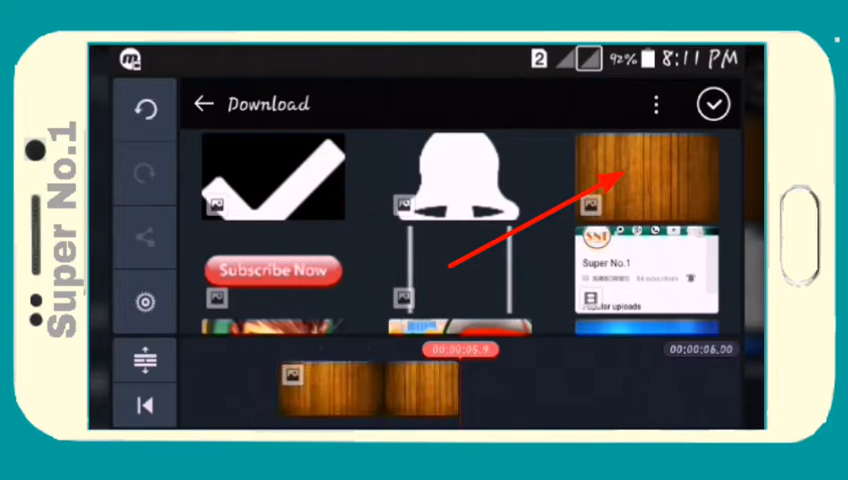 Super No.1
2
92%
8:11 PM
Download
Subscribe Now
SNT
Super No.1
Popular uploads
00:00:05.9
00:00:06.00